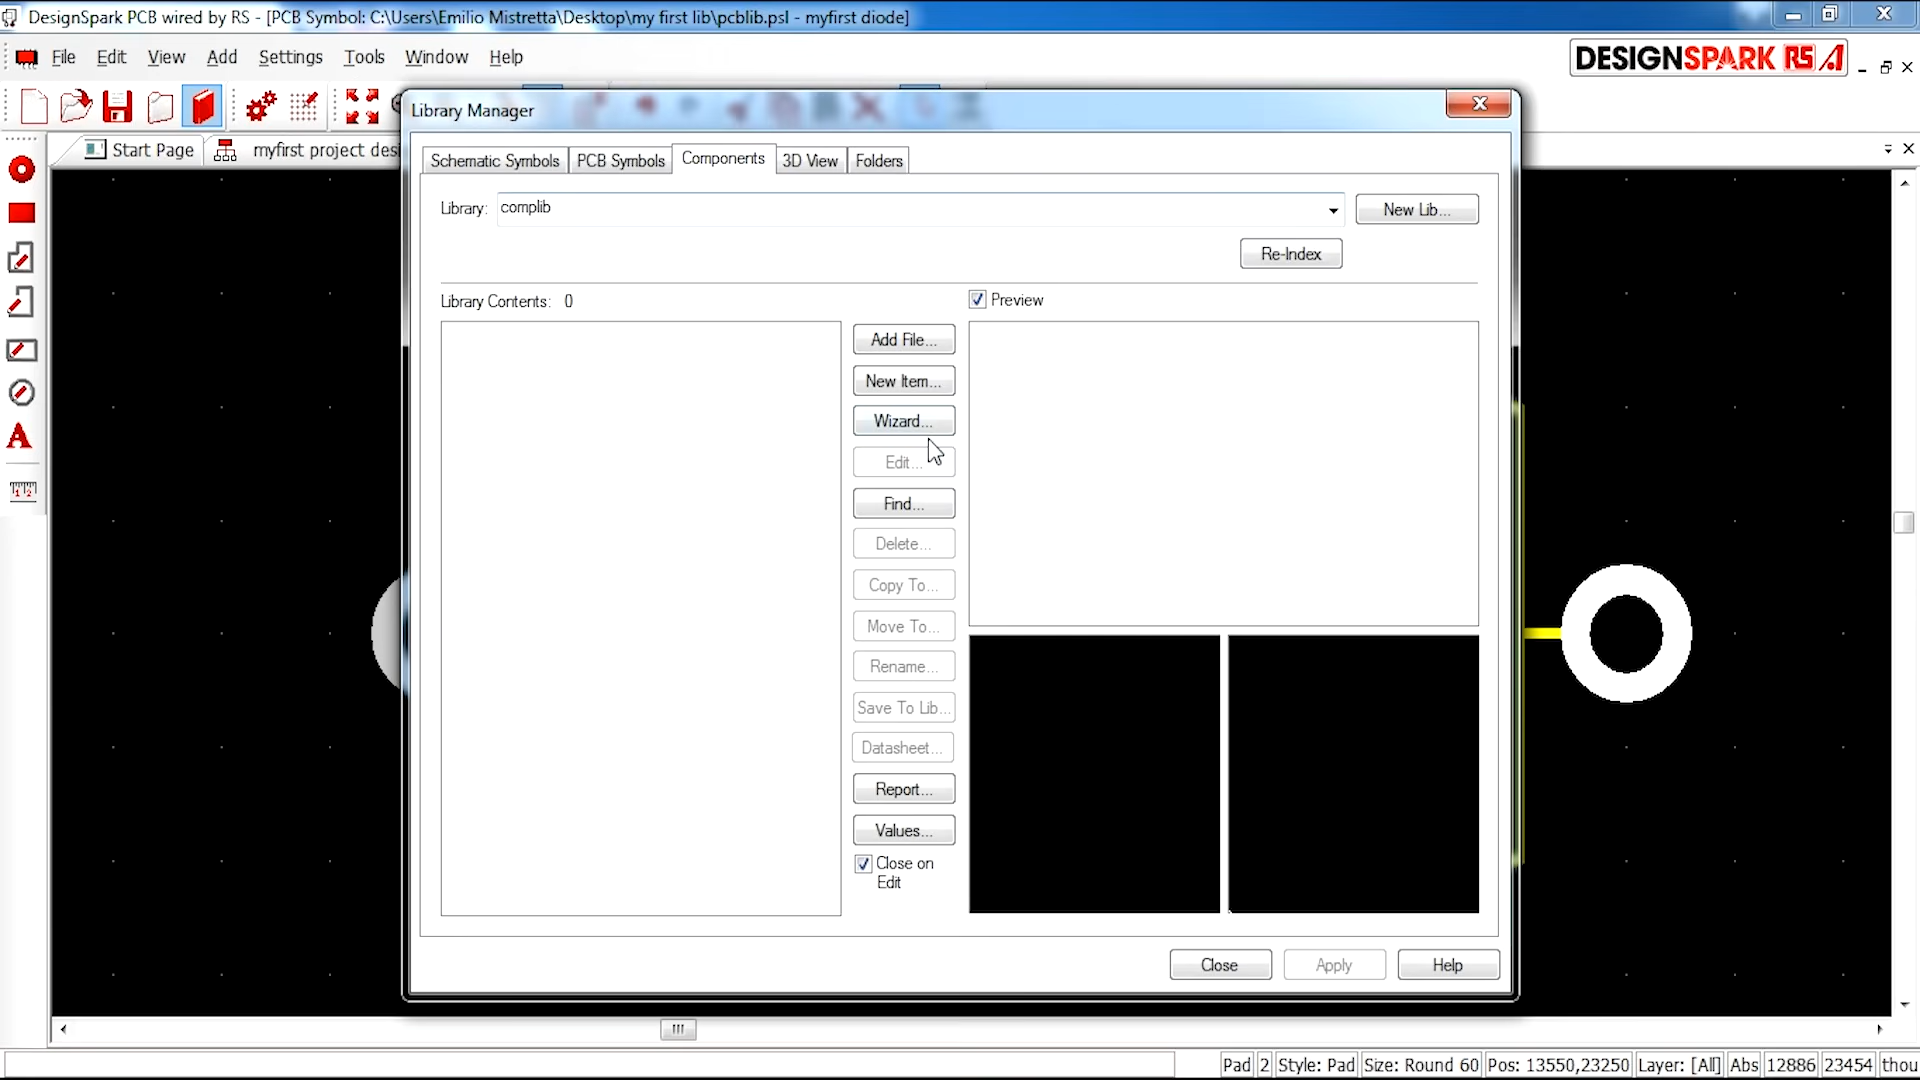 DesignSpark PCB wired by RS - [PCB Symbol: C:\Users\Emilio Mistretta\Desktop\my first lib\pcblib.psl - myfirst diode]
File Edit View Add Settings Tools Window Help
DESIGNSPARK RS
Library Manager
Start Page
myfirst project desi
Schematic Symbols
PCB Symbols
Components
3D View
Folders
Library: complib
New Lib...
Re-Index
Library Contents: 0
Preview
Add File...
New Item...
Wizard...
Edit...
Find...
Delete...
Copy To...
Move To...
Rename...
Save To Lib...
Datasheet...
Report...
Values...
Close on
Edit
Close
Apply
Help
Pad 2 Style: Pad Size: Round 60 Pos: 13550,23250 Layer: [All] Abs 12886 23454 thou